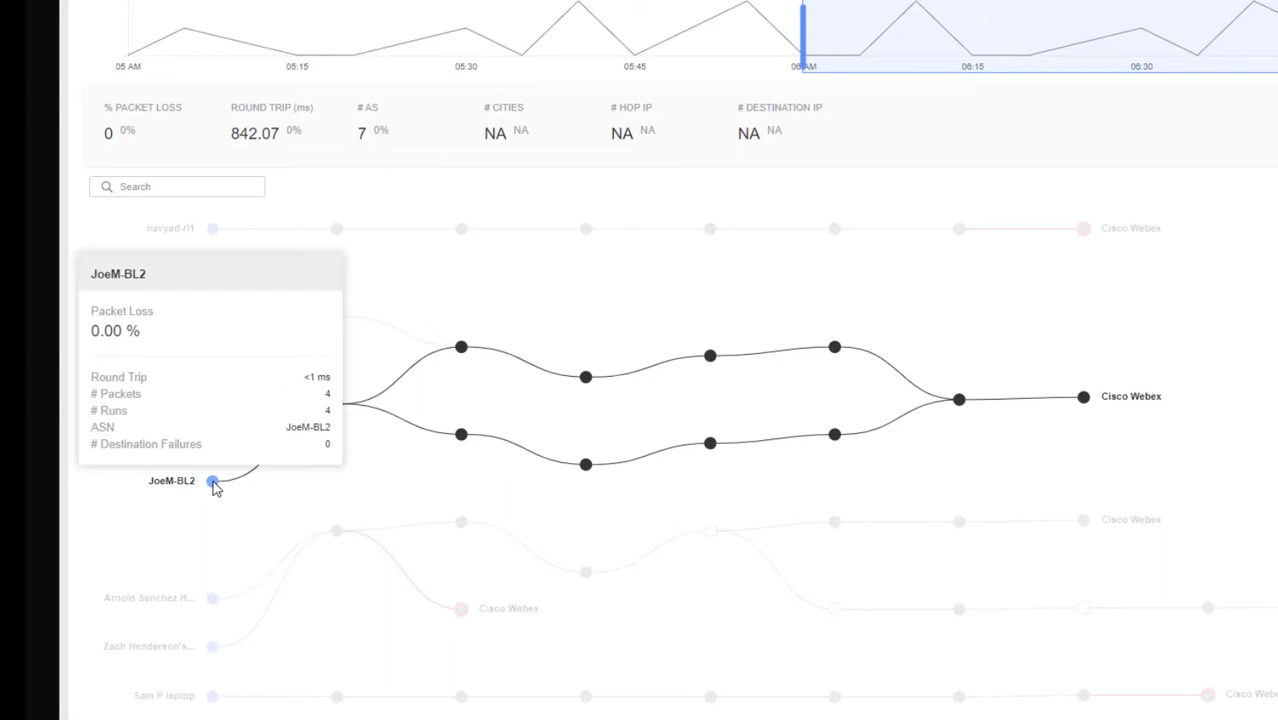 05 AM 05:15 05:30 05:45 06 AM 06:15 06:30
% PACKET LOSS ROUND TRIP (ms) # AS # CITIES # HOP IP # DESTINATION IP
0 0% 842.07 0% 7 0% NA NA NA NA NA NA
Search
navyad-rl1 Cisco Webex
JoeM-BL2
Packet Loss
0.00 %
Round Trip <1 ms
# Packets 4
# Runs 4
ASN JoeM-BL2
# Destination Failures 0
Cisco Webex
JoeM-BL2
Cisco Webex
Arnold Sanchez H...
Cisco Webex
Zach Henderson's...
Sam P laptop Cisco Webe